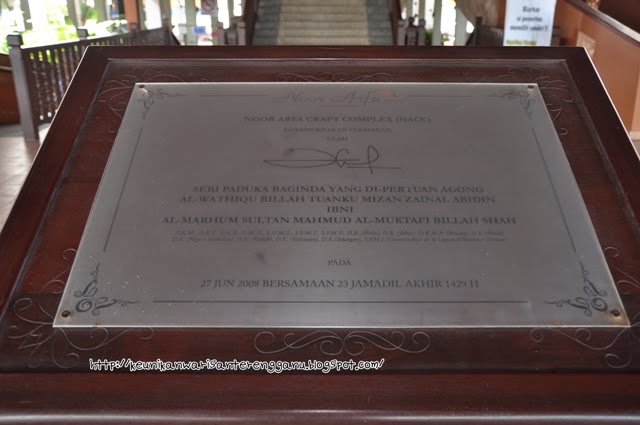 Noor Arfa
NOOR ARFA CRAFT COMPLEX (NACC)
DISEMPURNAKAN PERASMIAN
OLEH
SERI PADUKA BAGINDA YANG DI-PERTUAN AGONG
AL-WATHIQU BILLAH TUANKU MIZAN ZAINAL ABIDIN
IBNI
AL-MARHUM SULTAN MAHMUD AL-MUKTAFI BILLAH SHAH
PADA
27 JUN 2008 BERSAMAAN 23 JAMADIL AKHIR 1429 H
http://keunikanwarisanterengganu.blogspot.com/